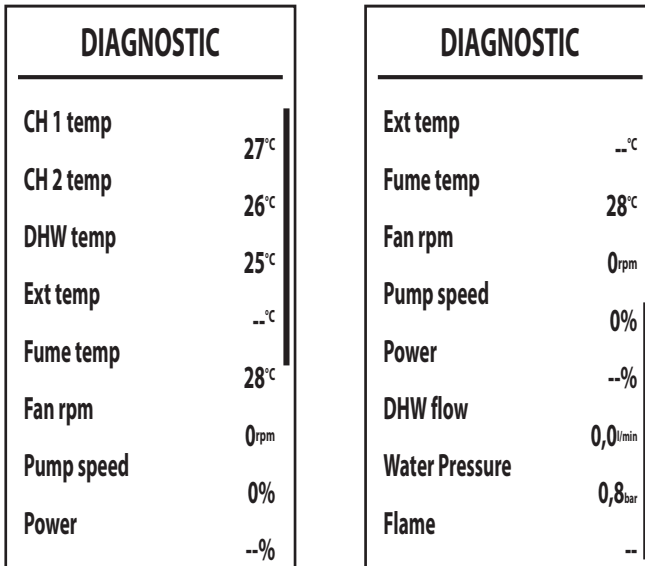 DIAGNOSTIC
CH 1 temp
27°C
CH 2 temp
26°C
DHW temp
25°C
Ext temp
--°C
Fume temp
28°C
Fan rpm
0rpm
Pump speed
0%
Power
--%
DIAGNOSTIC
Ext temp
--°C
Fume temp
28°C
Fan rpm
0rpm
Pump speed
0%
Power
--%
DHW flow
0,0l/min
Water Pressure
0,8bar
Flame
--